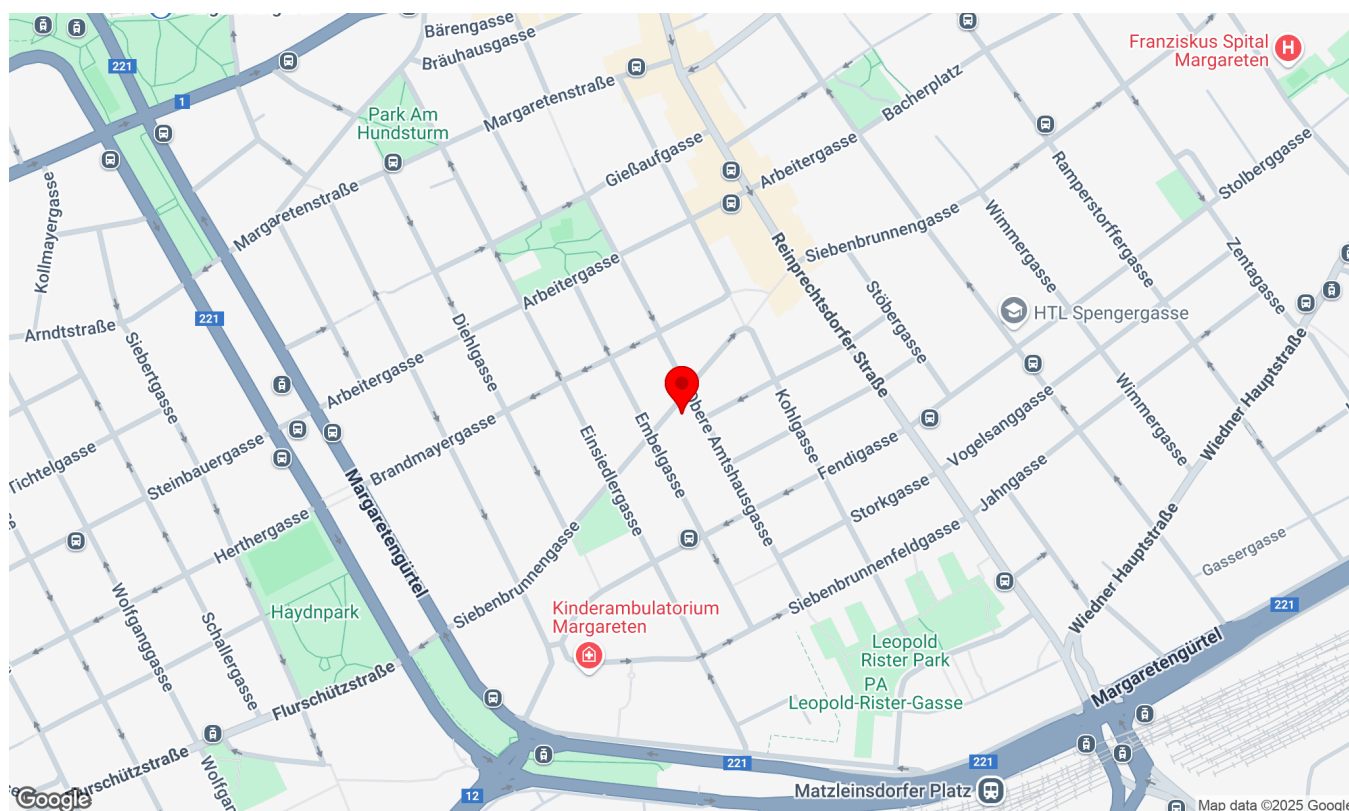 Bärengasse
Bräuhausgasse
Franziskus Spital
Margareten
221
1
Park Am
Hundsturm
Margaretenstraße
Bacherplatz
Gießaufgasse
Arbeitergasse
Ramperstorffergasse
Stolberggasse
Kollmayergasse
Margaretenstraße
Reinprechtsdorfer Straße
Siebenbrunnengasse
Wimmergasse
Zentagasse
Arbeitergasse
Stöbergasse
221
HTL Spengergasse
Arndtstraße
Siebertgasse
Diehlgasse
Arbeitergasse
Wimmergasse
Wiedner Hauptstraße
Kohlgasse
Obere Amtshausgasse
Embelgasse
Einsiedlergasse
Brandmayergasse
Fendigasse
Vogelsanggasse
Tichtelgasse
Steinbauergasse
Margaretengürtel
Storkgasse
Jahngasse
Herthergasse
Siebenbrunnengasse
Siebenbrunnenfeldgasse
Wiedner Hauptstraße
Gassergasse
221
Haydnpark
Wolfganggasse
Schallergasse
Kinderambulatorium
Margareten
Leopold
Rister Park
PA
Leopold-Rister-Gasse
Margaretengürtel
Flurschützstraße
Flurschützstraße
221
221
12
Matzleinsdorfer Platz
Google
Map data ©2025 Google